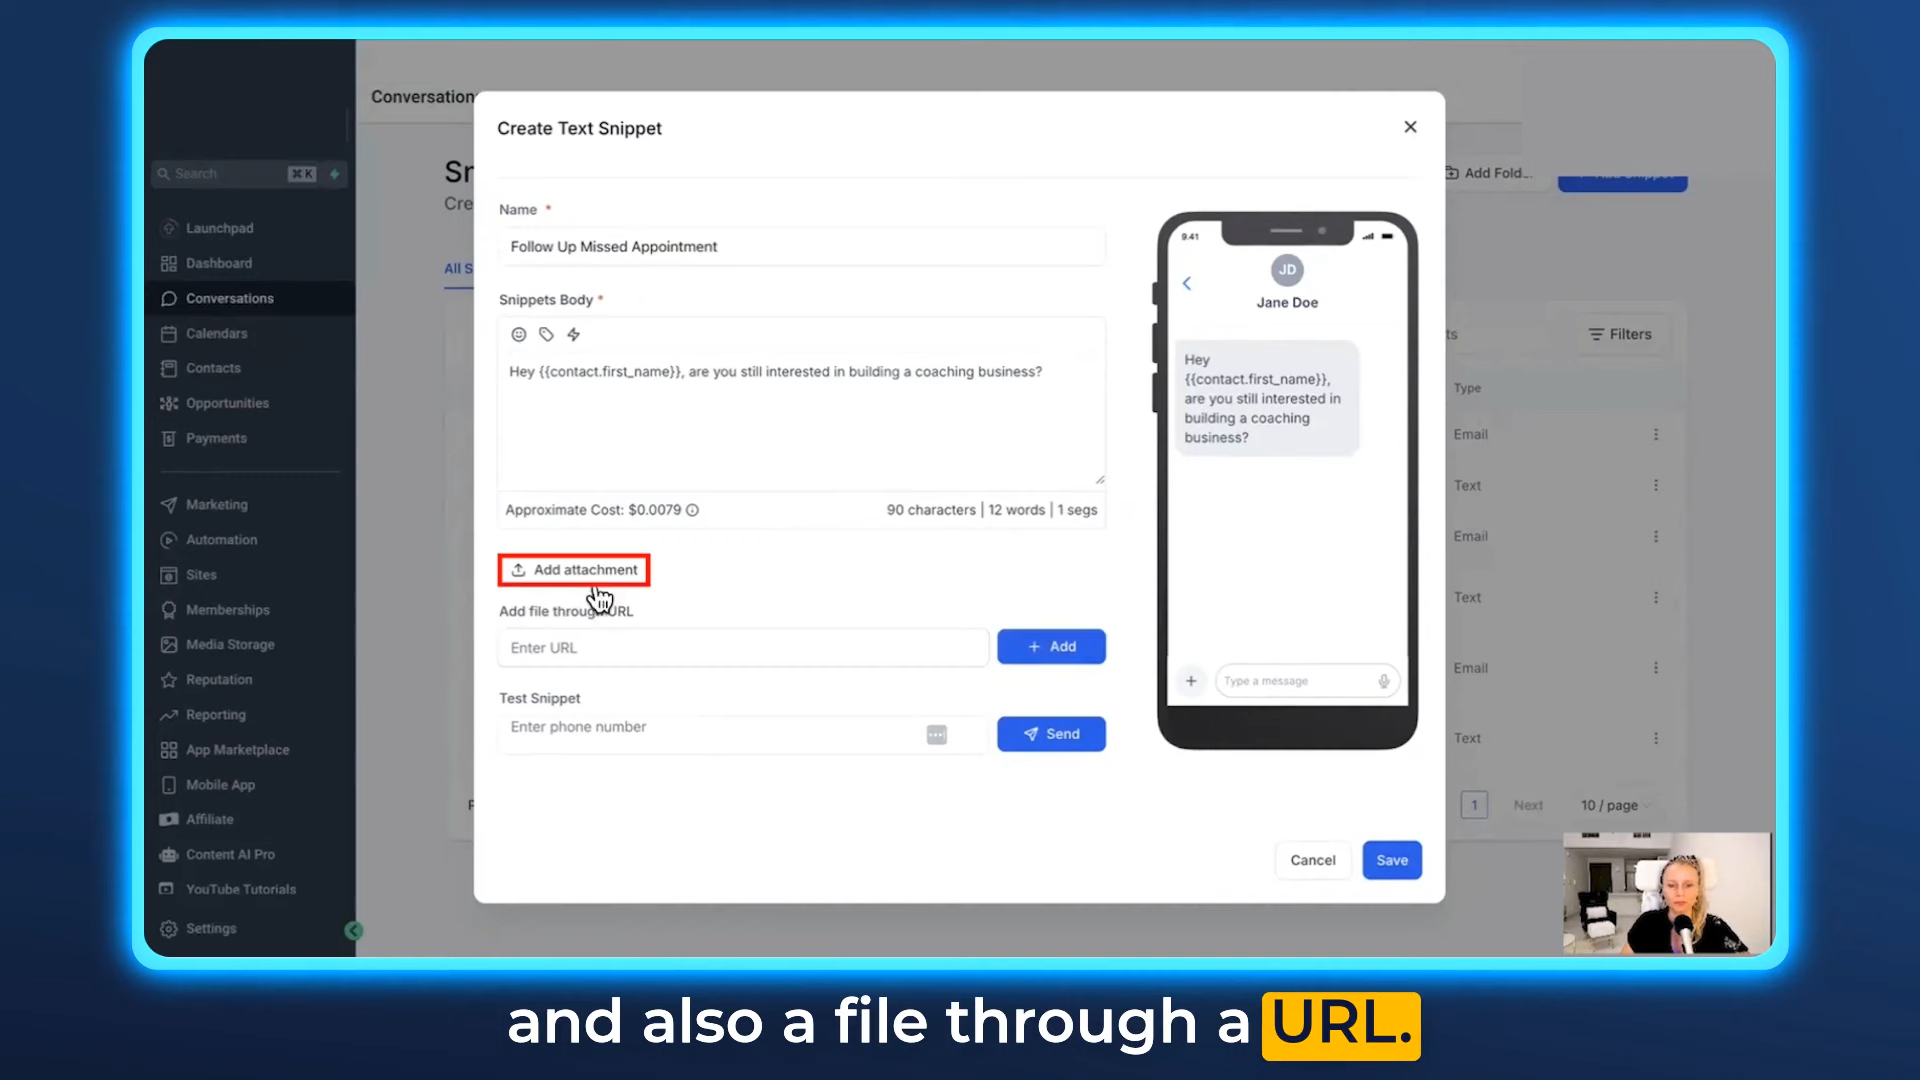 Conversation
Search
⌘ K
Launchpad
Dashboard
Conversations
Calendars
Contacts
Opportunities
Payments
Marketing
Automation
Sites
Memberships
Media Storage
Reputation
Reporting
App Marketplace
Mobile App
Affiliate
Content AI Pro
YouTube Tutorials
Settings
Sn
Cre
All S
Create Text Snippet
Name *
Follow Up Missed Appointment
Snippets Body *
Hey {{contact.first_name}}, are you still interested in building a coaching business?
Approximate Cost: $0.0079
90 characters | 12 words | 1 segs
Add attachment
Add file through URL
Enter URL
+ Add
Test Snippet
Enter phone number
Send
9.41
JD
Jane Doe
Hey
{{contact.first_name}},
are you still interested in
building a coaching
business?
Type a message
Cancel
Save
Add Fold...
ts
Filters
Type
Email
Text
Email
Text
Email
Text
1
Next
10 / page
and also a file through a URL.